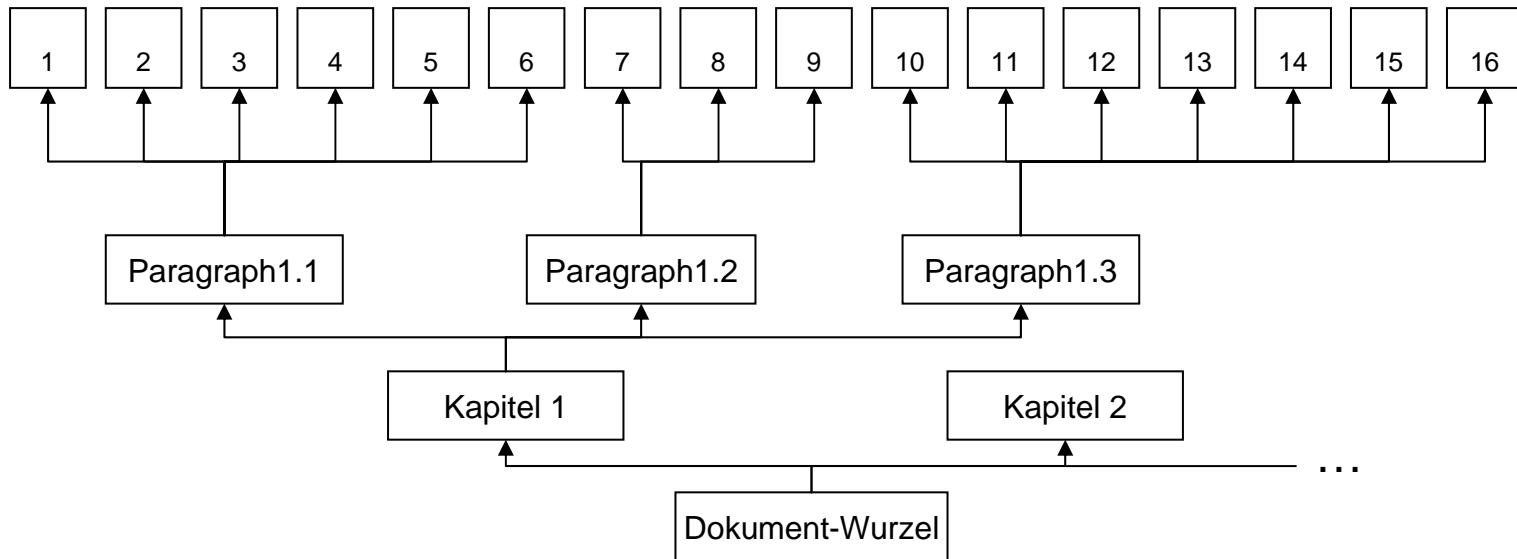 1 2 3 4 5 6 7 8 9 10 11 12 13 14 15 16
Paragraph1.1 Paragraph1.2 Paragraph1.3
Kapitel 1 Kapitel 2
...
Dokument-Wurzel